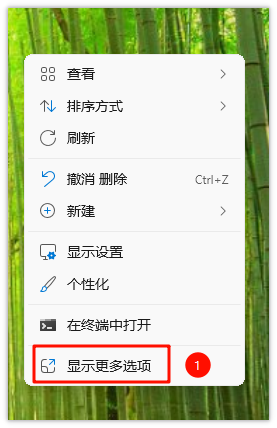 查看
排序方式
刷新
撤消 删除 Ctrl+Z
新建
显示设置
个性化
在终端中打开
显示更多选项 1